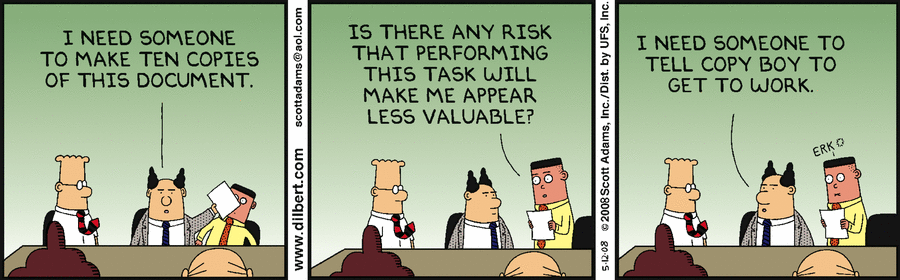 I NEED SOMEONE
TO MAKE TEN COPIES
OF THIS DOCUMENT.
www.dilbert.com
scottadams@aol.com
IS THERE ANY RISK
THAT PERFORMING
THIS TASK WILL
MAKE ME APPEAR
LESS VALUABLE?
5-12-08 ©2008 Scott Adams, Inc./Dist. by UFS, Inc.
I NEED SOMEONE TO
TELL COPY BOY TO
GET TO WORK.
ERK